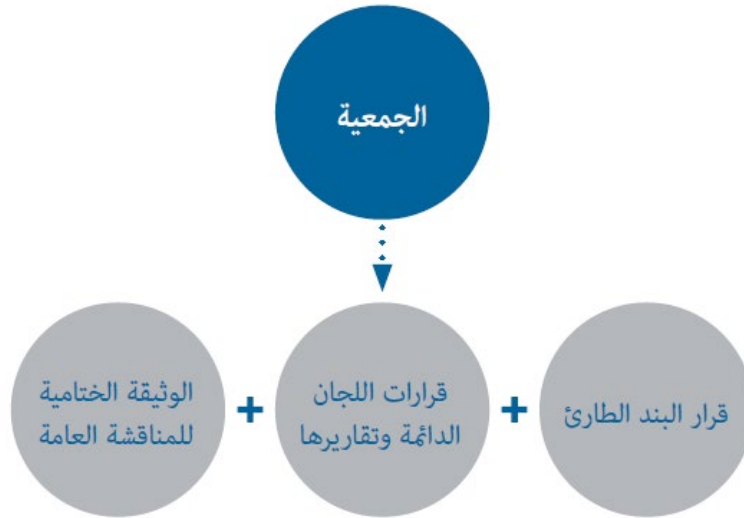 الجمعية
قرار البند الطارئ
+
قرارات اللجان
الدائمة وتقاريرها
+
الوثيقة الختامية
للمناقشة العامة